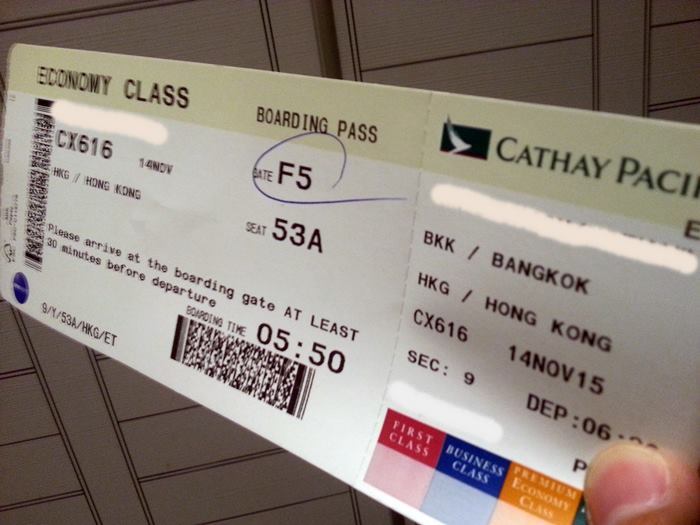 ECONOMY CLASS
BOARDING PASS
CX616 14NOV
HKG / HONG KONG
GATE F5
SEAT 53A
Please arrive at the boarding gate AT LEAST
30 minutes before departure
BOARDING TIME 05:50
9/Y/53A/HKG/ET
CATHAY PACI
BKK / BANGKOK
HKG / HONG KONG
CX616 14NOV15
SEC: 9
DEP:06
FIRST
CLASS
BUSINESS
CLASS
PREMIUM
ECONOMY
CLASS